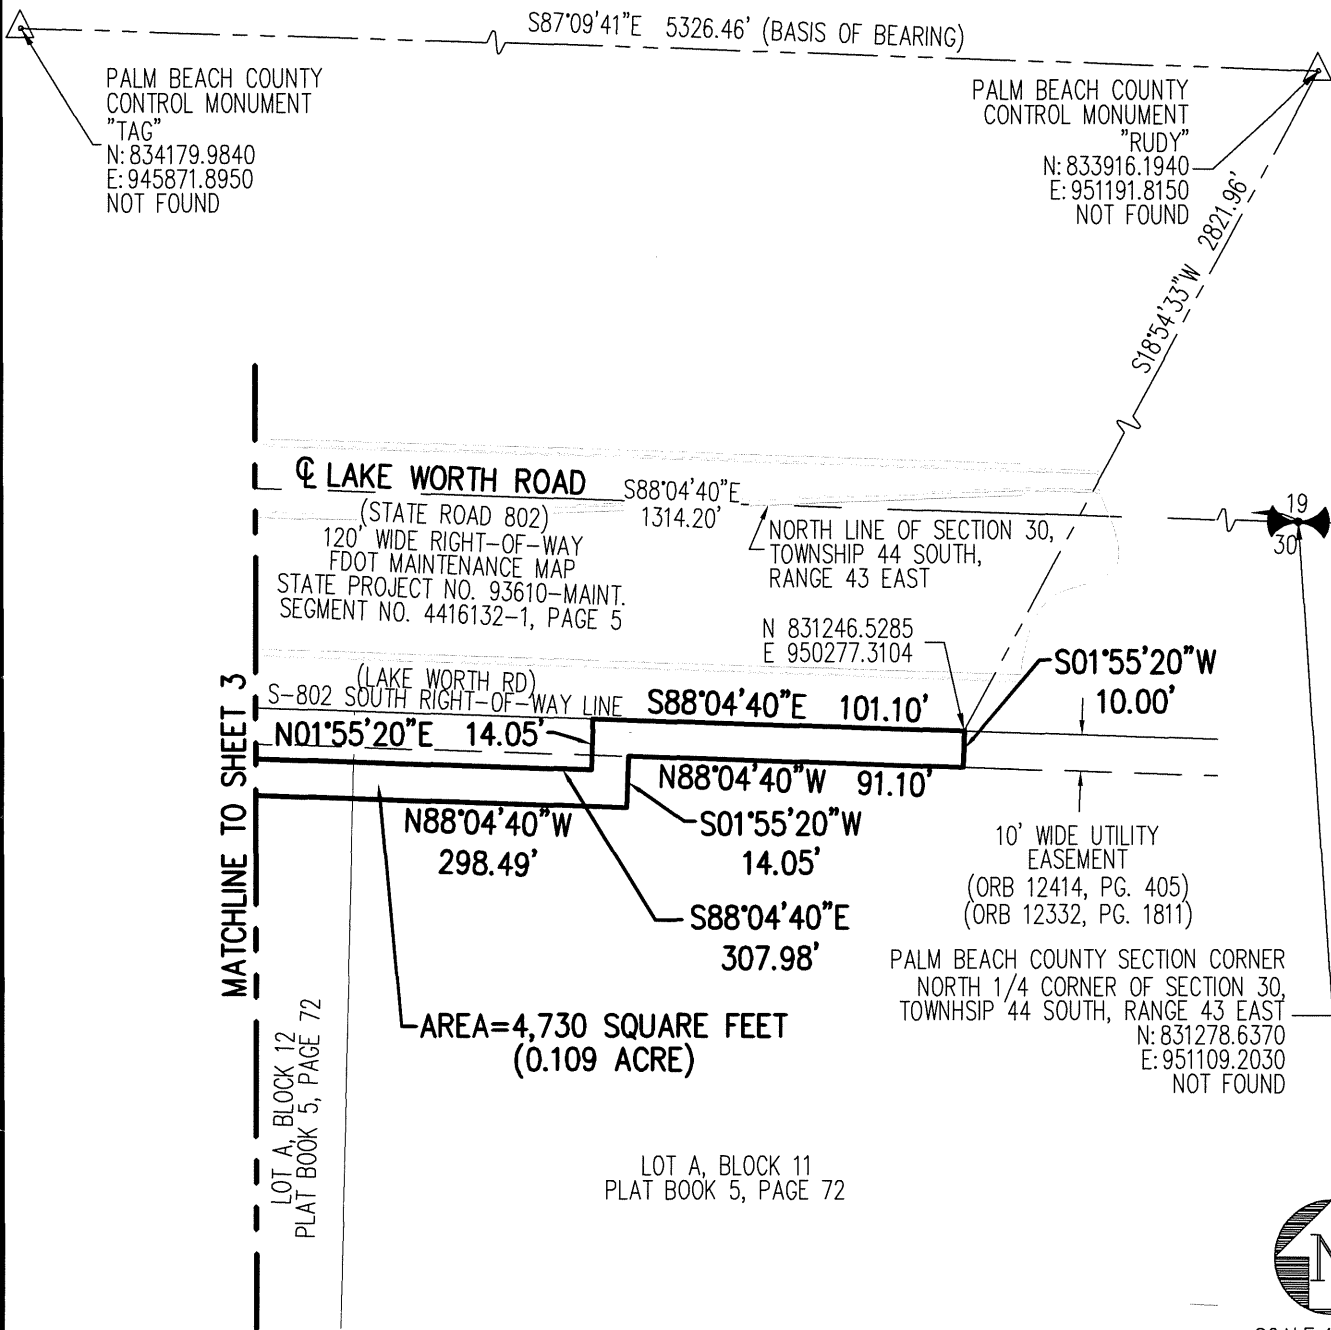 S87°09'41"E 5326.46' (BASIS OF BEARING)
PALM BEACH COUNTY
CONTROL MONUMENT
"TAG"
N: 834179.9840
E: 945871.8950
NOT FOUND
PALM BEACH COUNTY
CONTROL MONUMENT
"RUDY"
N: 833916.1940
E: 951191.8150
NOT FOUND
S18°54'33"W 2821.96'
℄ LAKE WORTH ROAD
(STATE ROAD 802)
120' WIDE RIGHT-OF-WAY
FDOT MAINTENANCE MAP
STATE PROJECT NO. 93610-MAINT.
SEGMENT NO. 4416132-1, PAGE 5
S88°04'40"E
1314.20'
NORTH LINE OF SECTION 30,
TOWNSHIP 44 SOUTH,
RANGE 43 EAST
19
30
N 831246.5285
E 950277.3104
S01°55'20"W
10.00'
(LAKE WORTH RD)
S-802 SOUTH RIGHT-OF-WAY LINE
S88°04'40"E 101.10'
N01°55'20"E 14.05'
N88°04'40"W 91.10'
N88°04'40"W
298.49'
S01°55'20"W
14.05'
S88°04'40"E
307.98'
10' WIDE UTILITY
EASEMENT
(ORB 12414, PG. 405)
(ORB 12332, PG. 1811)
MATCHLINE TO SHEET 3
PALM BEACH COUNTY SECTION CORNER
NORTH 1/4 CORNER OF SECTION 30,
TOWNHSIP 44 SOUTH, RANGE 43 EAST
N: 831278.6370
E: 951109.2030
NOT FOUND
AREA=4,730 SQUARE FEET
(0.109 ACRE)
LOT A, BLOCK 12
PLAT BOOK 5, PAGE 72
LOT A, BLOCK 11
PLAT BOOK 5, PAGE 72
N